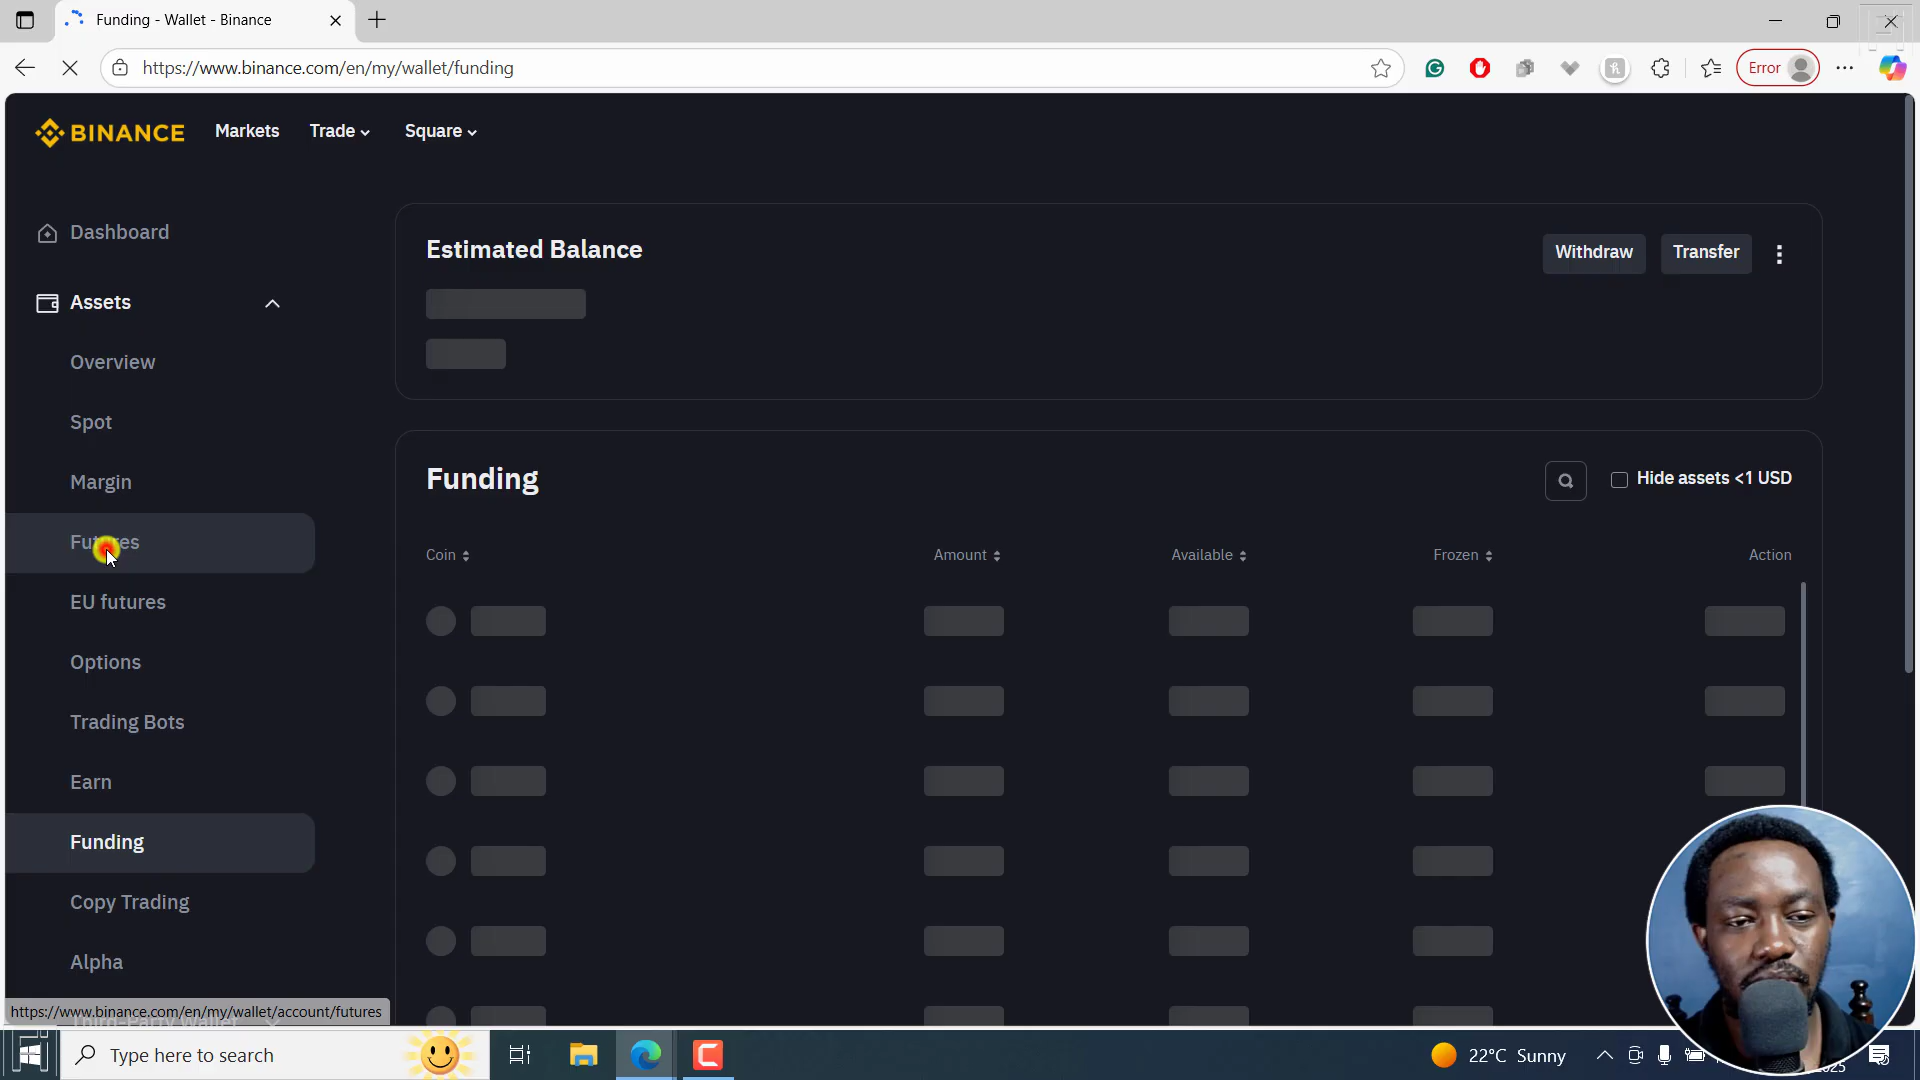 Funding - Wallet - Binance
https://www.binance.com/en/my/wallet/funding
Error
BINANCE
Markets
Trade
Square
Dashboard
Estimated Balance
Withdraw
Transfer
Assets
Overview
Spot
Margin
Funding
Hide assets <1 USD
Futures
Coin
Amount
Available
Frozen
Action
EU futures
Options
Trading Bots
Earn
Funding
Copy Trading
Alpha
https://www.binance.com/en/my/wallet/account/futures
Type here to search
22°C Sunny